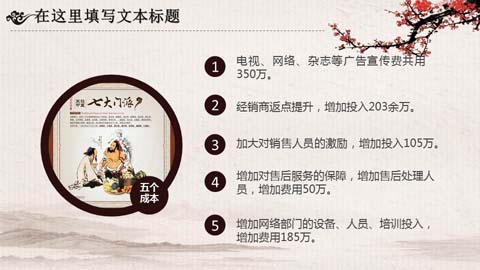 在这里填写文本标题
1
电视、网络、杂志等广告宣传费共用
350万。
2
经销商返点提升，增加投入203余万。
3
加大对销售人员的激励，增加投入105万。
4
增加对售后服务的保障，增加售后处理人
员，增加费用50万。
5
增加网络部门的设备、人员、培训投入，
增加费用185万。
七大门派
五个
成本